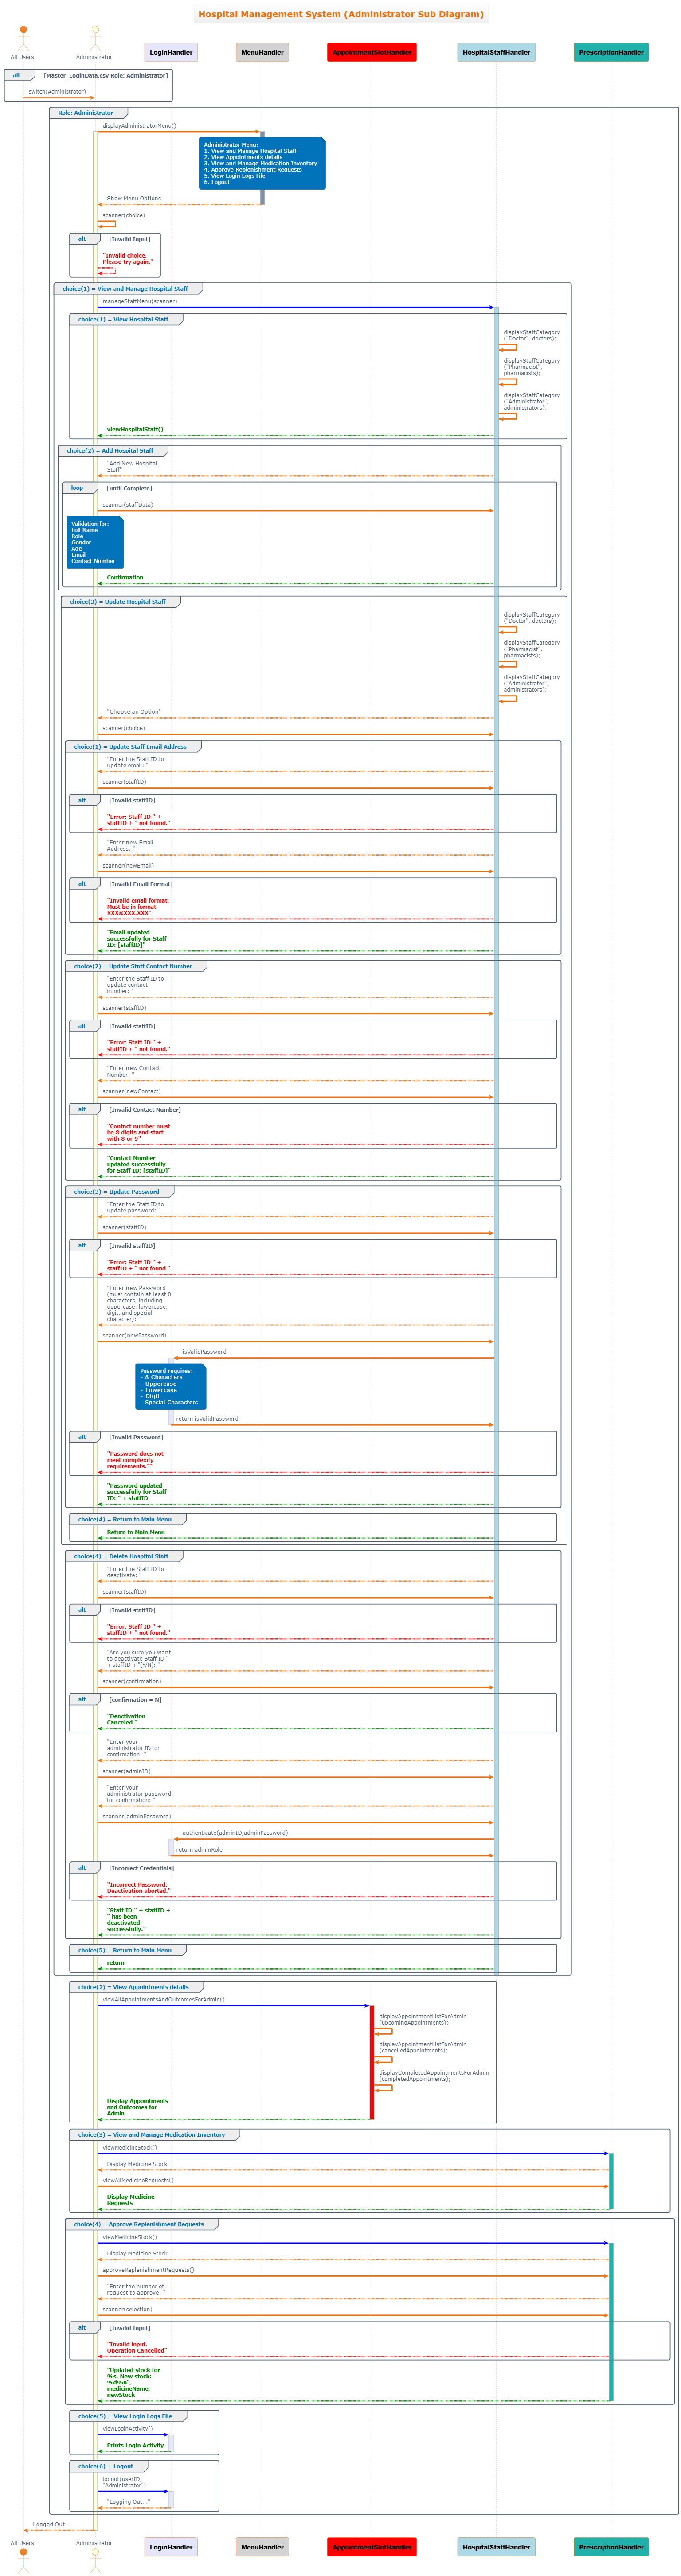 Hospital Management System (Administrator Sub Diagram)
All Users
Administrator
LoginHandler
MenuHandler
AppointmentSlotHandler
HospitalStaffHandler
PrescriptionHandler
alt
[Master_LoginData.csv Role: Administrator]
switch(Administrator)
Role: Administrator
displayAdministratorMenu()
Administrator Menu:
1. View and Manage Hospital Staff
2. View Appointments details
3. View and Manage Medication Inventory
4. Approve Replenishment Requests
5. View Login Logs File
6. Logout
Show Menu Options
scanner(choice)
alt
[Invalid Input]
"Invalid choice.
Please try again."
choice(1) = View and Manage Hospital Staff
manageStaffMenu(scanner)
choice(1) = View Hospital Staff
displayStaffCategory
("Doctor", doctors);
displayStaffCategory
("Pharmacist",
pharmacists);
displayStaffCategory
("Administrator",
administrators);
viewHospitalStaff()
choice(2) = Add Hospital Staff
"Add New Hospital
Staff"
loop
[until Complete]
scanner(staffData)
Validation for:
Full Name
Role
Gender
Age
Email
Contact Number
Confirmation
choice(3) = Update Hospital Staff
displayStaffCategory
("Doctor", doctors);
displayStaffCategory
("Pharmacist",
pharmacists);
displayStaffCategory
("Administrator",
administrators);
"Choose an Option"
scanner(choice)
choice(1) = Update Staff Email Address
"Enter the Staff ID to
update email: "
scanner(staffID)
alt
[Invalid staffID]
"Error: Staff ID " +
staffID + " not found."
"Enter new Email
Address: "
scanner(newEmail)
alt
[Invalid Email Format]
"Invalid email format.
Must be in format
XXX@XXX.XXX"
"Email updated
successfully for Staff
ID: [staffID]"
choice(2) = Update Staff Contact Number
"Enter the Staff ID to
update contact
number: "
scanner(staffID)
alt
[Invalid staffID]
"Error: Staff ID " +
staffID + " not found."
"Enter new Contact
Number: "
scanner(newContact)
alt
[Invalid Contact Number]
"Contact number must
be 8 digits and start
with 8 or 9"
"Contact Number
updated successfully
for Staff ID: [staffID]"
choice(3) = Update Password
"Enter the Staff ID to
update password: "
scanner(staffID)
alt
[Invalid staffID]
"Error: Staff ID " +
staffID + " not found."
"Enter new Password
(must contain at least 8
characters, including
uppercase, lowercase,
digit, and special
character): "
scanner(newPassword)
isValidPassword
Password requires:
- 8 Characters
- Uppercase
- Lowercase
- Digit
- Special Characters
return isValidPassword
alt
[Invalid Password]
"Password does not
meet complexity
requirements.""
"Password updated
successfully for Staff
ID: " + staffID
choice(4) = Return to Main Menu
Return to Main Menu
choice(4) = Delete Hospital Staff
"Enter the Staff ID to
deactivate: "
scanner(staffID)
alt
[Invalid staffID]
"Error: Staff ID " +
staffID + " not found."
"Are you sure you want
to deactivate Staff ID "
+ staffID + "(Y/N): "
scanner(confirmation)
alt
[confirmation = N]
"Deactivation
Canceled."
"Enter your
administrator ID for
confirmation: "
scanner(adminID)
"Enter your
administrator password
for confirmation: "
scanner(adminPassword)
authenticate(adminID,adminPassword)
return adminRole
alt
[Incorrect Credentials]
"Incorrect Password.
Deactivation aborted."
"Staff ID " + staffID +
" has been
deactivated
successfully."
choice(5) = Return to Main Menu
return
choice(2) = View Appointments details
viewAllAppointmentsAndOutcomesForAdmin()
displayAppointmentListForAdmin
(upcomingAppointments);
displayAppointmentListForAdmin
(cancelledAppointments);
displayCompletedAppointmentsForAdmin
(completedAppointments);
Display Appointments
and Outcomes for
Admin
choice(3) = View and Manage Medication Inventory
viewMedicineStock()
Display Medicine Stock
viewAllMedicineRequests()
Display Medicine
Requests
choice(4) = Approve Replenishment Requests
viewMedicineStock()
Display Medicine Stock
approveReplenishmentRequests()
"Enter the number of
request to approve: "
scanner(selection)
alt
[Invalid Input]
"Invalid input.
Operation Cancelled"
"Updated stock for
%s. New stock:
%d%n",
medicineName,
newStock
choice(5) = View Login Logs File
viewLoginActivity()
Prints Login Activity
choice(6) = Logout
logout(userID,
"Administrator")
"Logging Out..."
Logged Out
All Users
Administrator
LoginHandler
MenuHandler
AppointmentSlotHandler
HospitalStaffHandler
PrescriptionHandler